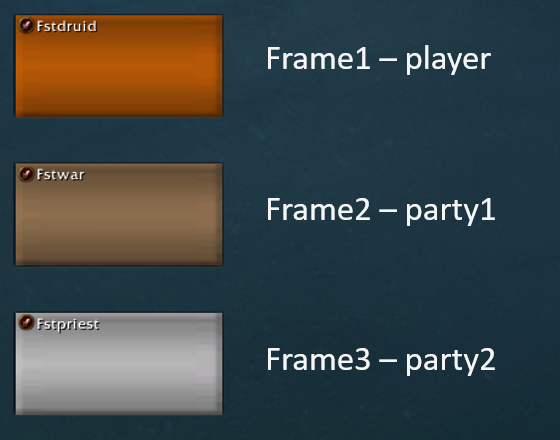 Fstdruid
Frame1 – player
Fstwar
Frame2 – party1
Fstpriest
Frame3 – party2